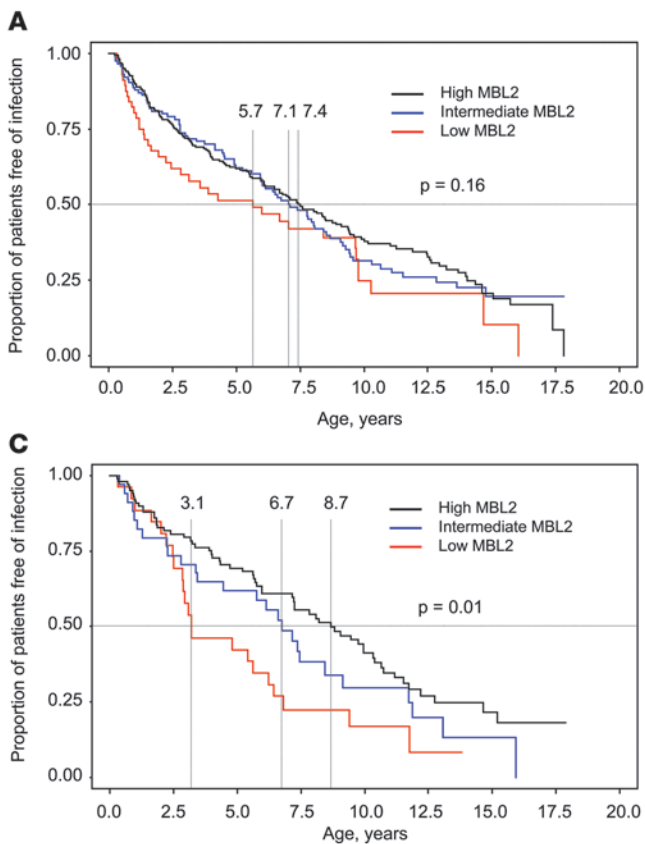 A
Proportion of patients free of infection
1.00
0.75
0.50
0.25
0.00
5.7 7.1 7.4
High MBL2
Intermediate MBL2
Low MBL2
p = 0.16
0.0 2.5 5.0 7.5 10.0 12.5 15.0 17.5 20.0
Age, years
C
Proportion of patients free of infection
1.00
0.75
0.50
0.25
0.00
3.1 6.7 8.7
High MBL2
Intermediate MBL2
Low MBL2
p = 0.01
0.0 2.5 5.0 7.5 10.0 12.5 15.0 17.5 20.0
Age, years